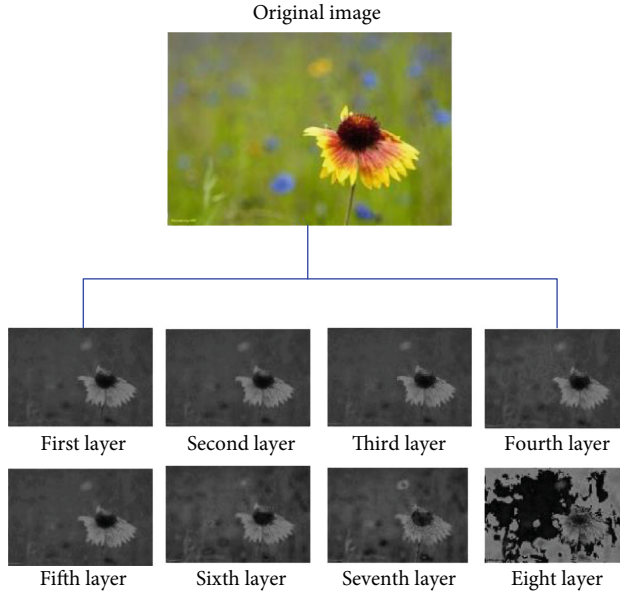 Original image
First layer
Second layer
Third layer
Fourth layer
Fifth layer
Sixth layer
Seventh layer
Eight layer